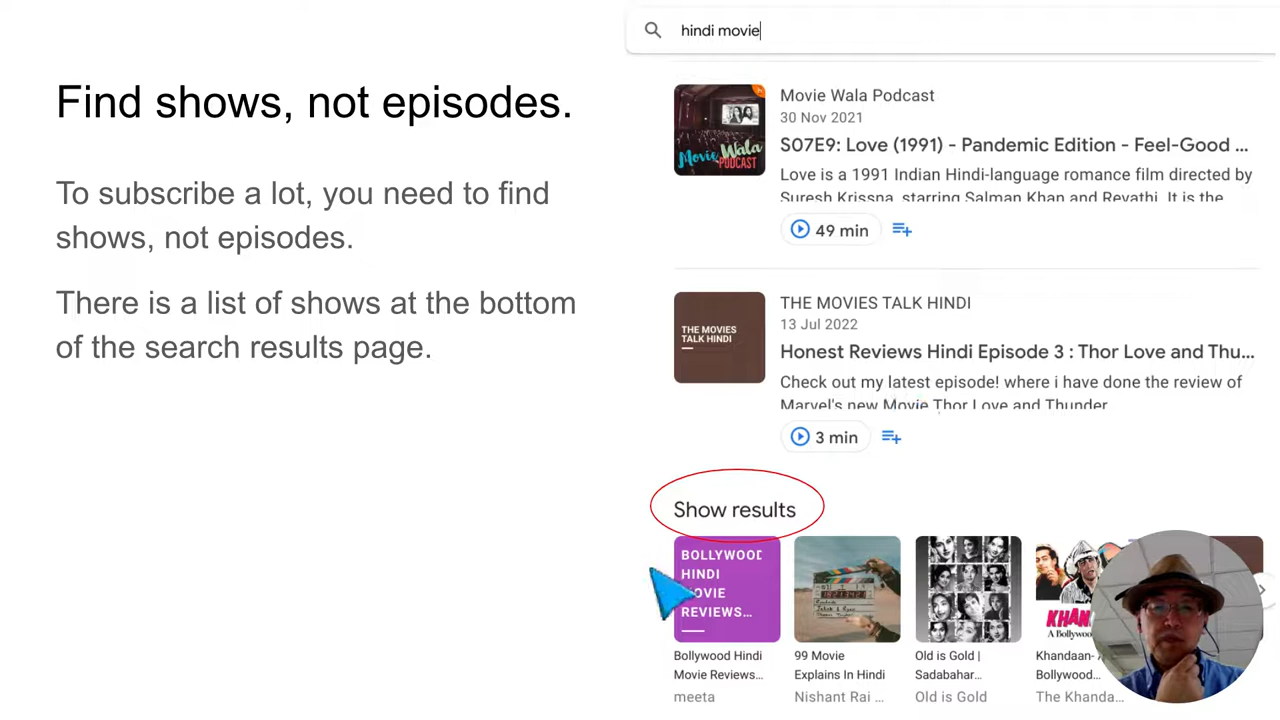 Find shows, not episodes.
To subscribe a lot, you need to find
shows, not episodes.
There is a list of shows at the bottom
of the search results page.
hindi movie
Movie Wala PODCAST
Movie Wala Podcast
30 Nov 2021
S07E9: Love (1991) - Pandemic Edition - Feel-Good ...
Love is a 1991 Indian Hindi-language romance film directed by
Suresh Krissna, starring Salman Khan and Revathi. It is the
49 min
THE MOVIES
TALK HINDI
THE MOVIES TALK HINDI
13 Jul 2022
Honest Reviews Hindi Episode 3 : Thor Love and Thu...
Check out my latest episode! where i have done the review of
Marvel's new Movie Thor Love and Thunder
3 min
Show results
BOLLYWOOD
HINDI
MOVIE
REVIEWS...
Bollywood Hindi
Movie Reviews...
meeta
99 Movie
Explains In Hindi
Nishant Rai ...
Old is Gold |
Sadabahar...
Old is Gold
A Bollywo
Khandaan- A
Bollywood...
The Khanda...